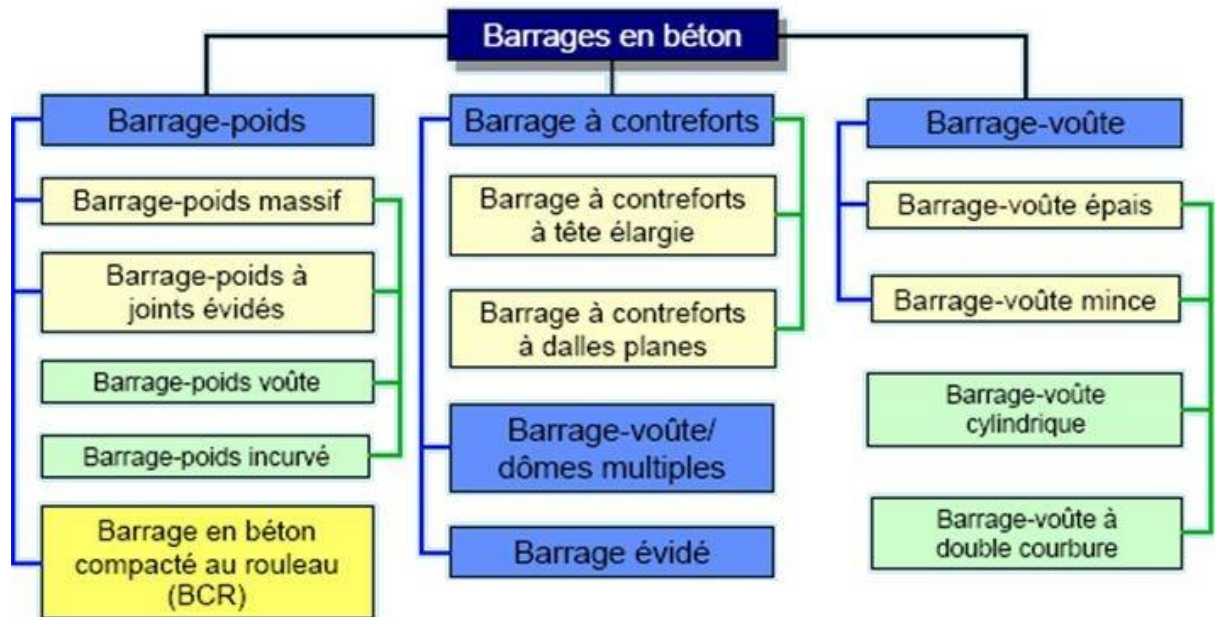 Barrages en béton
Barrage-poids
Barrage-poids massif
Barrage-poids à
joints évidés
Barrage-poids voûte
Barrage-poids incurvé
Barrage en béton
compacté au rouleau
(BCR)
Barrage à contreforts
Barrage à contreforts
à tête élargie
Barrage à contreforts
à dalles planes
Barrage-voûte/
dômes multiples
Barrage évidé
Barrage-voûte
Barrage-voûte épais
Barrage-voûte mince
Barrage-voûte
cylindrique
Barrage-voûte à
double courbure